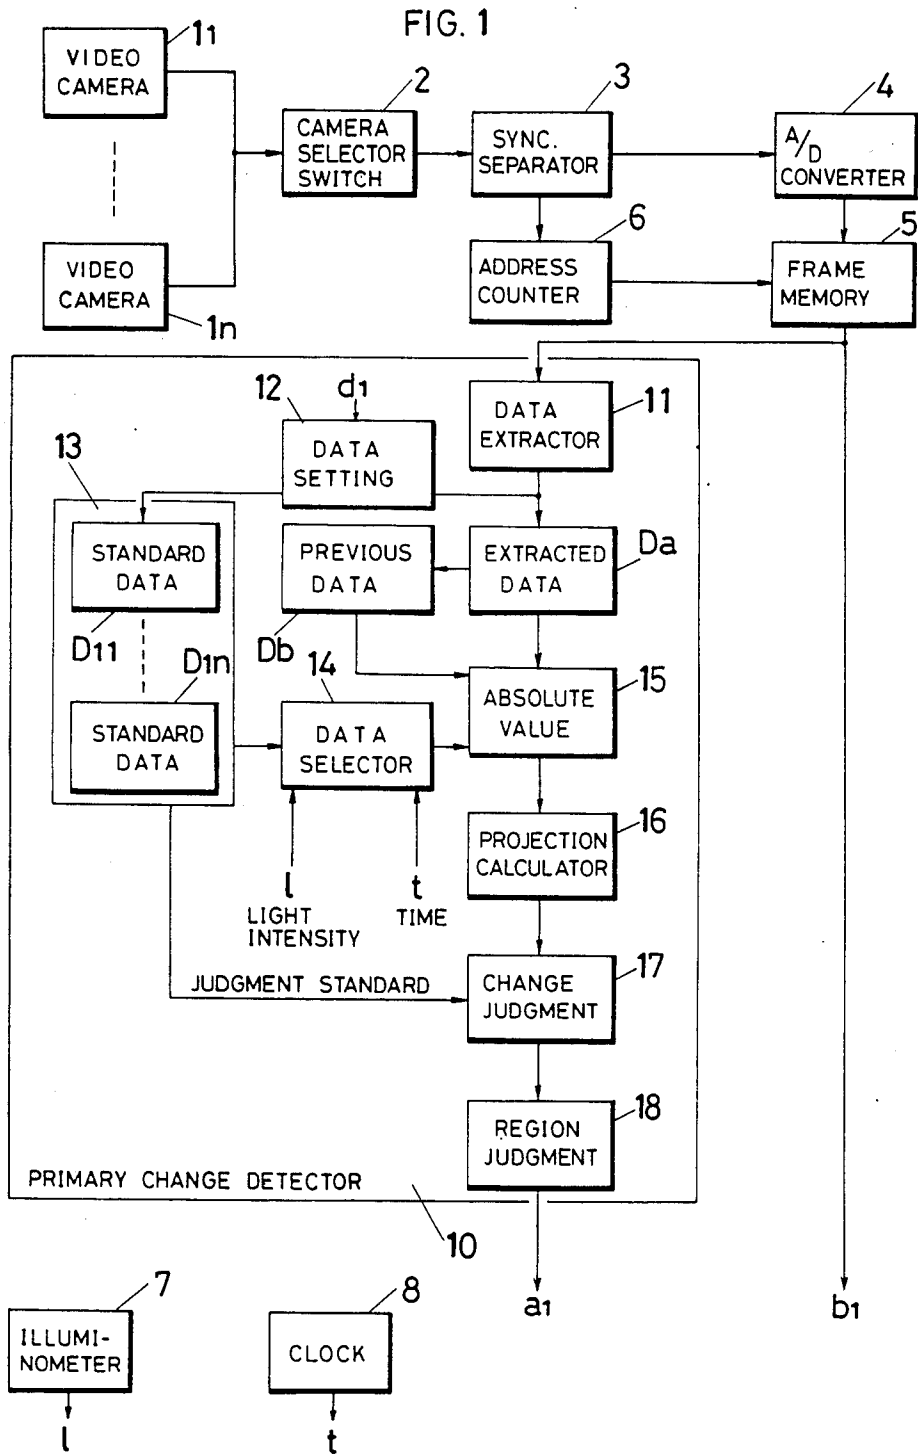 FIG. 1
11
VIDEO
CAMERA
VIDEO
CAMERA
1n
2
CAMERA
SELECTOR
SWITCH
3
SYNC.
SEPARATOR
4
A/D
CONVERTER
6
ADDRESS
COUNTER
5
FRAME
MEMORY
12
d1
DATA
SETTING
DATA
EXTRACTOR
11
13
STANDARD
DATA
D11
PREVIOUS
DATA
Db
EXTRACTED
DATA
Da
D1n
STANDARD
DATA
14
DATA
SELECTOR
ABSOLUTE
VALUE
15
l
LIGHT
INTENSITY
t
TIME
PROJECTION
CALCULATOR
16
JUDGMENT STANDARD
CHANGE
JUDGMENT
17
REGION
JUDGMENT
18
PRIMARY CHANGE DETECTOR
10
a1
b1
7
ILLUMI-
NOMETER
l
8
CLOCK
t